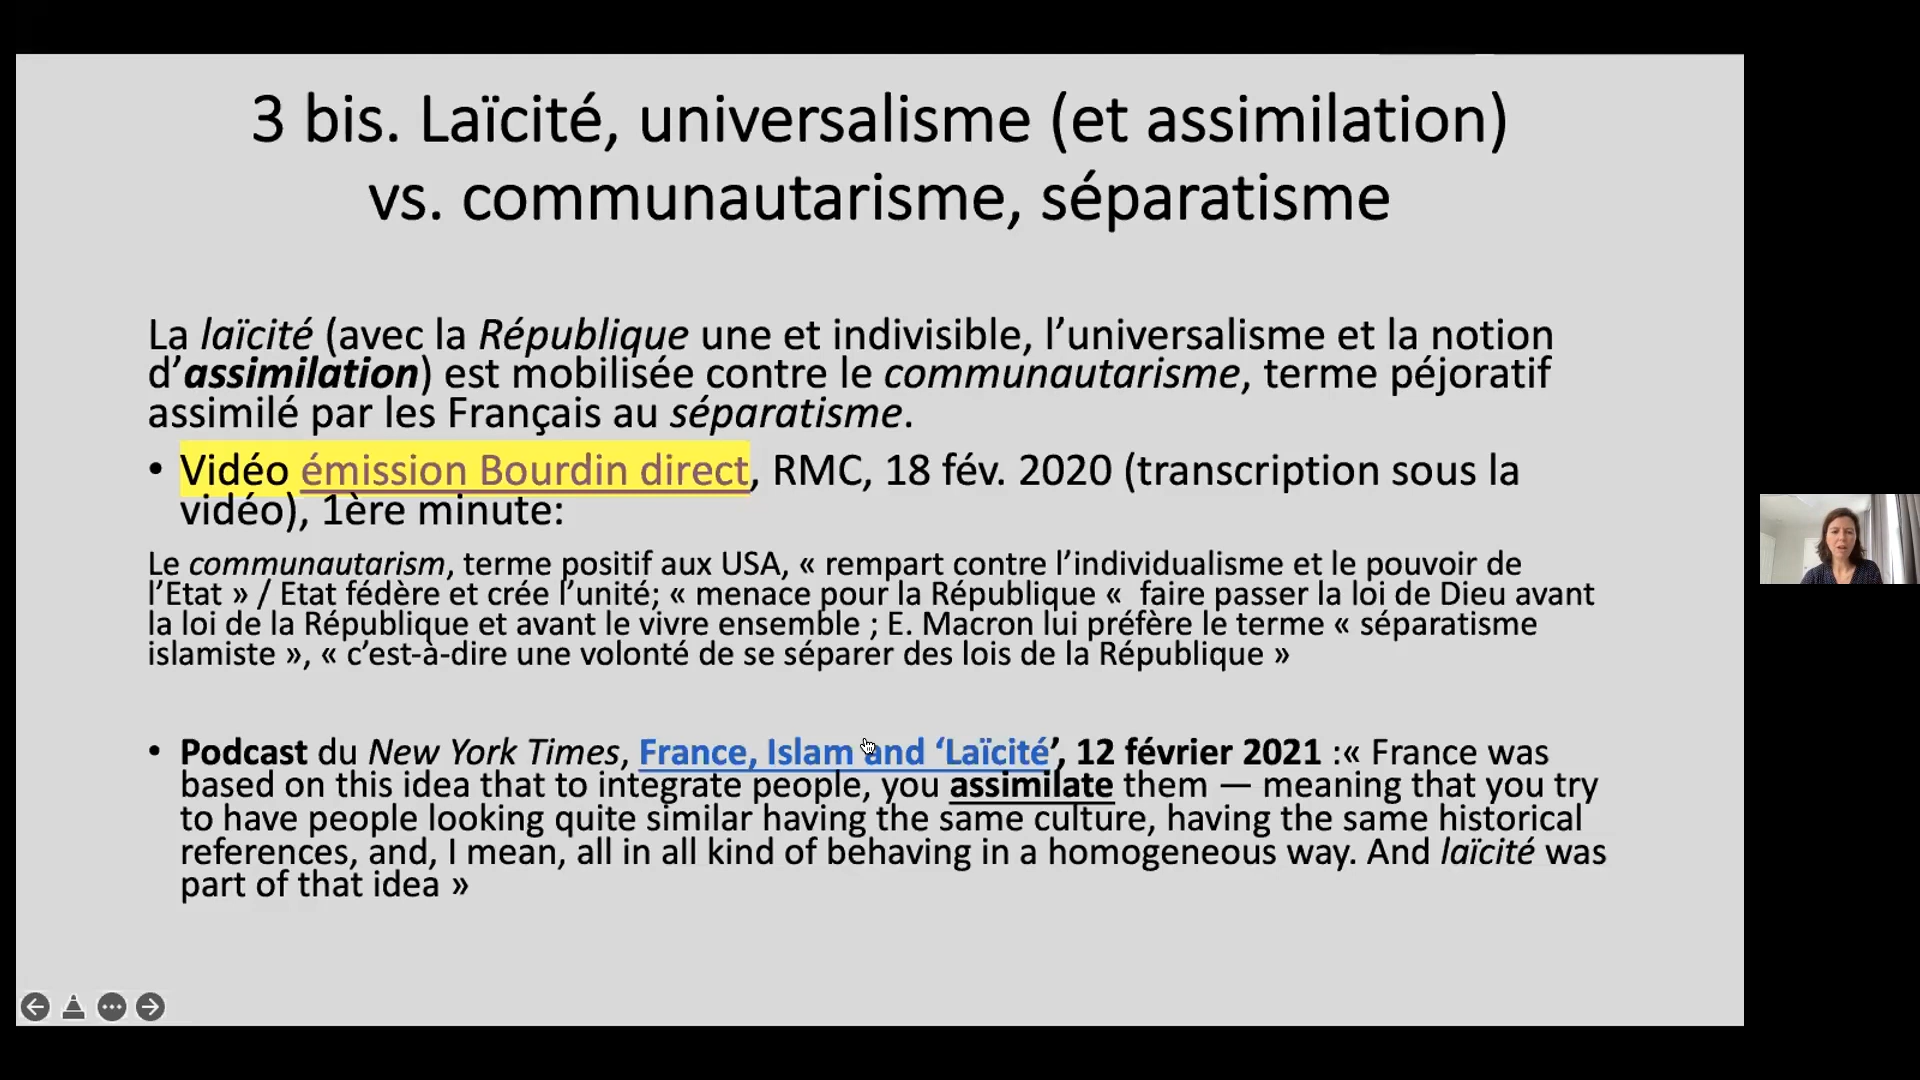 3 bis. Laïcité, universalisme (et assimilation)
vs. communautarisme, séparatisme
La laïcité (avec la République une et indivisible, l’universalisme et la notion
d’assimilation) est mobilisée contre le communautarisme, terme péjoratif
assimilé par les Français au séparatisme.
• Vidéo émission Bourdin direct, RMC, 18 fév. 2020 (transcription sous la
vidéo), 1ère minute:
Le communautarism, terme positif aux USA, « rempart contre l’individualisme et le pouvoir de
l’Etat » / Etat fédère et crée l’unité; « menace pour la République «  faire passer la loi de Dieu avant
la loi de la République et avant le vivre ensemble ; E. Macron lui préfère le terme « séparatisme
islamiste », « c’est-à-dire une volonté de se séparer des lois de la République »
• Podcast du New York Times, France, Islam and ‘Laïcité’, 12 février 2021 :« France was
based on this idea that to integrate people, you assimilate them — meaning that you try
to have people looking quite similar having the same culture, having the same historical
references, and, I mean, all in all kind of behaving in a homogeneous way. And laïcité was
part of that idea »